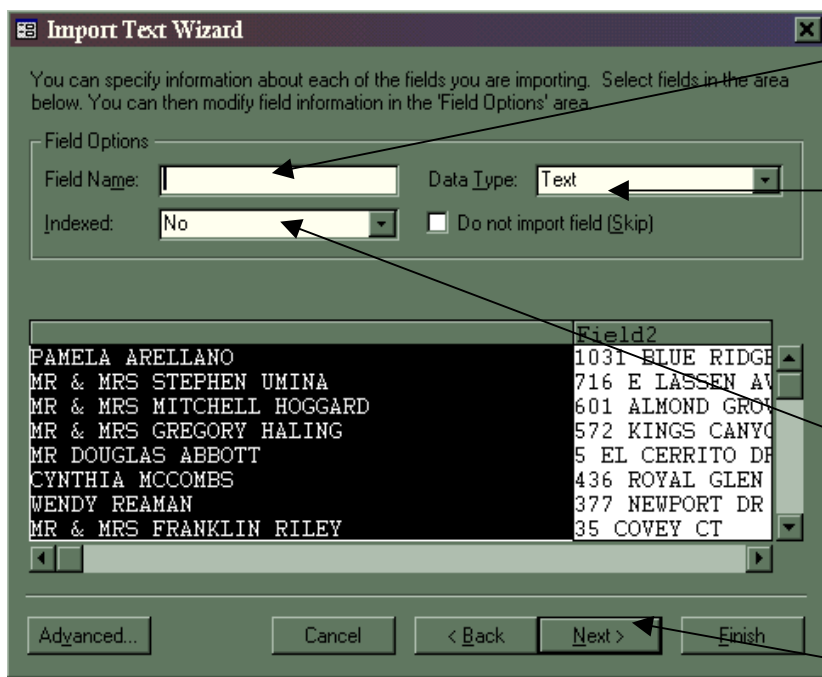 Import Text Wizard
You can specify information about each of the fields you are importing. Select fields in the area
below. You can then modify field information in the 'Field Options' area.
Field Options
Field Name: Data Type: Text
Indexed: No Do not import field (Skip)
Field2
PAMELA ARELLANO 1031 BLUE RIDGE
MR & MRS STEPHEN UMINA 716 E LASSEN AV
MR & MRS MITCHELL HOGGARD 601 ALMOND GROV
MR & MRS GREGORY HALING 572 KINGS CANYO
MR DOUGLAS ABBOTT 5 EL CERRITO DR
CYNTHIA MCCOMBS 436 ROYAL GLEN
WENDY REAMAN 377 NEWPORT DR
MR & MRS FRANKLIN RILEY 35 COVEY CT
Advanced... Cancel < Back Next > Finish